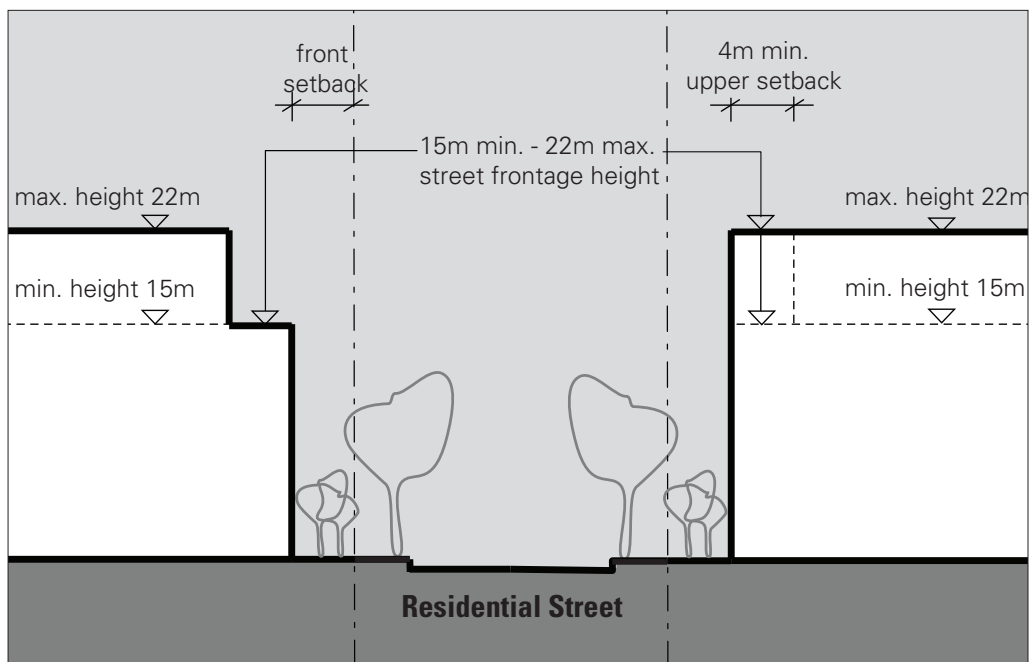 front
setback
4m min.
upper setback
15m min. - 22m max.
street frontage height
max. height 22m
max. height 22m
min. height 15m
min. height 15m
Residential Street